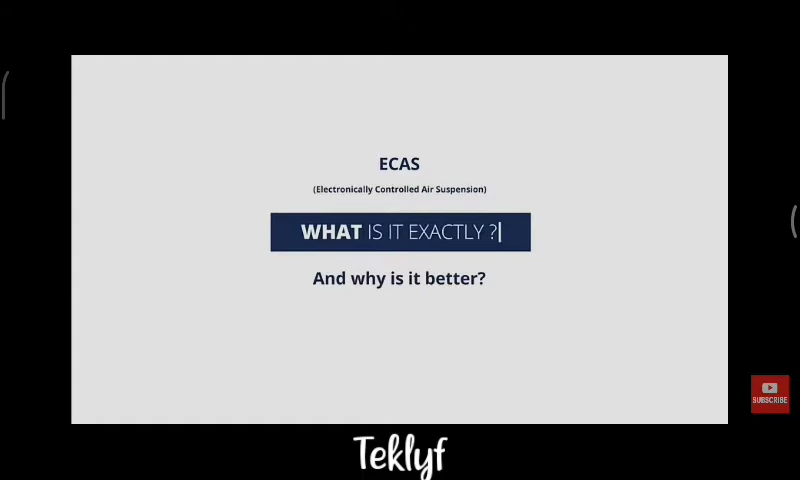 ECAS
(Electronically Controlled Air Suspension)
WHAT IS IT EXACTLY ?
And why is it better?
SUBSCRIBE
Teklyf